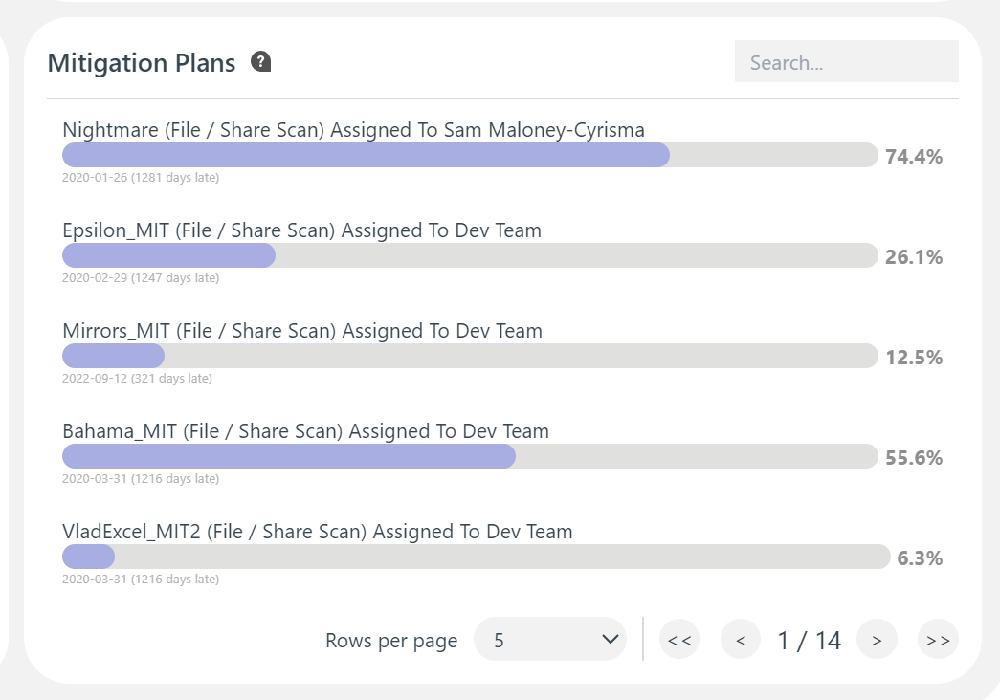 Mitigation Plans ?
Search...
Nightmare (File / Share Scan) Assigned To Sam Maloney-Cyrisma
74.4%
2020-01-26 (1281 days late)
Epsilon_MIT (File / Share Scan) Assigned To Dev Team
26.1%
2020-02-29 (1247 days late)
Mirrors_MIT (File / Share Scan) Assigned To Dev Team
12.5%
2022-09-12 (321 days late)
Bahama_MIT (File / Share Scan) Assigned To Dev Team
55.6%
2020-03-31 (1216 days late)
VladExcel_MIT2 (File / Share Scan) Assigned To Dev Team
6.3%
2020-03-31 (1216 days late)
Rows per page 5 << < 1 / 14 > >>